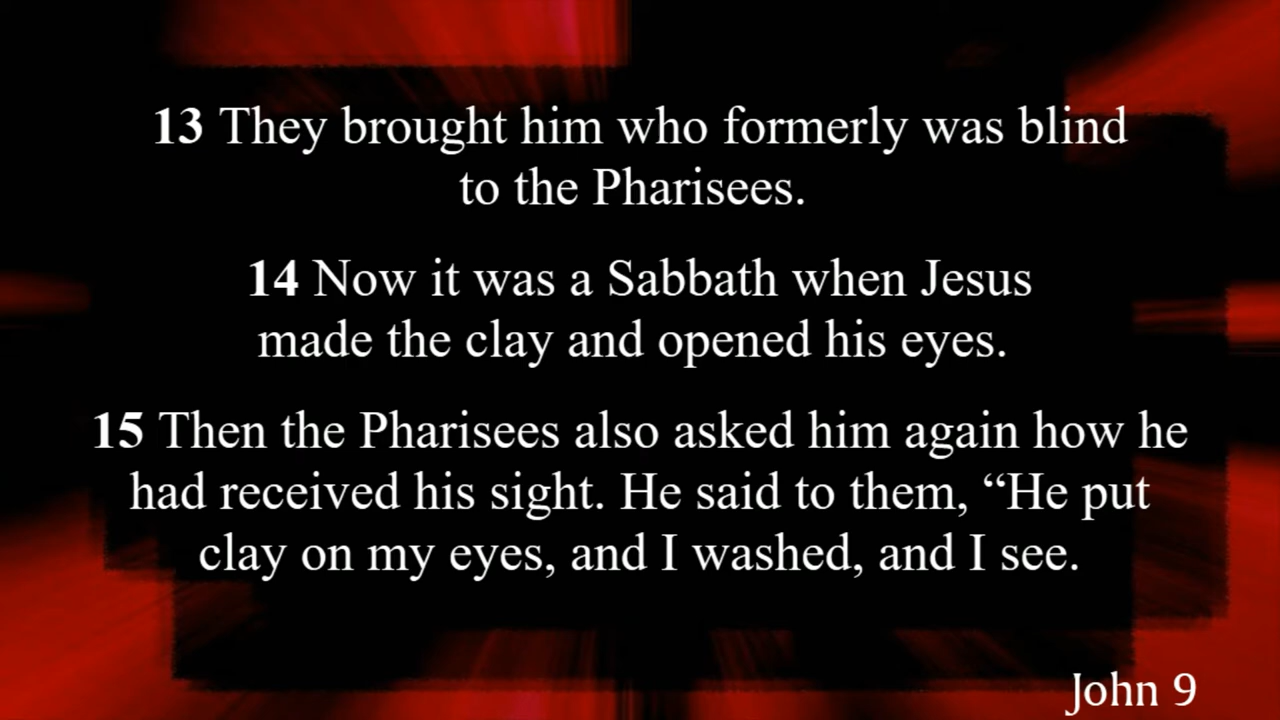 13 They brought him who formerly was blind
to the Pharisees.
14 Now it was a Sabbath when Jesus
made the clay and opened his eyes.
15 Then the Pharisees also asked him again how he
had received his sight. He said to them, “He put
clay on my eyes, and I washed, and I see.
John 9